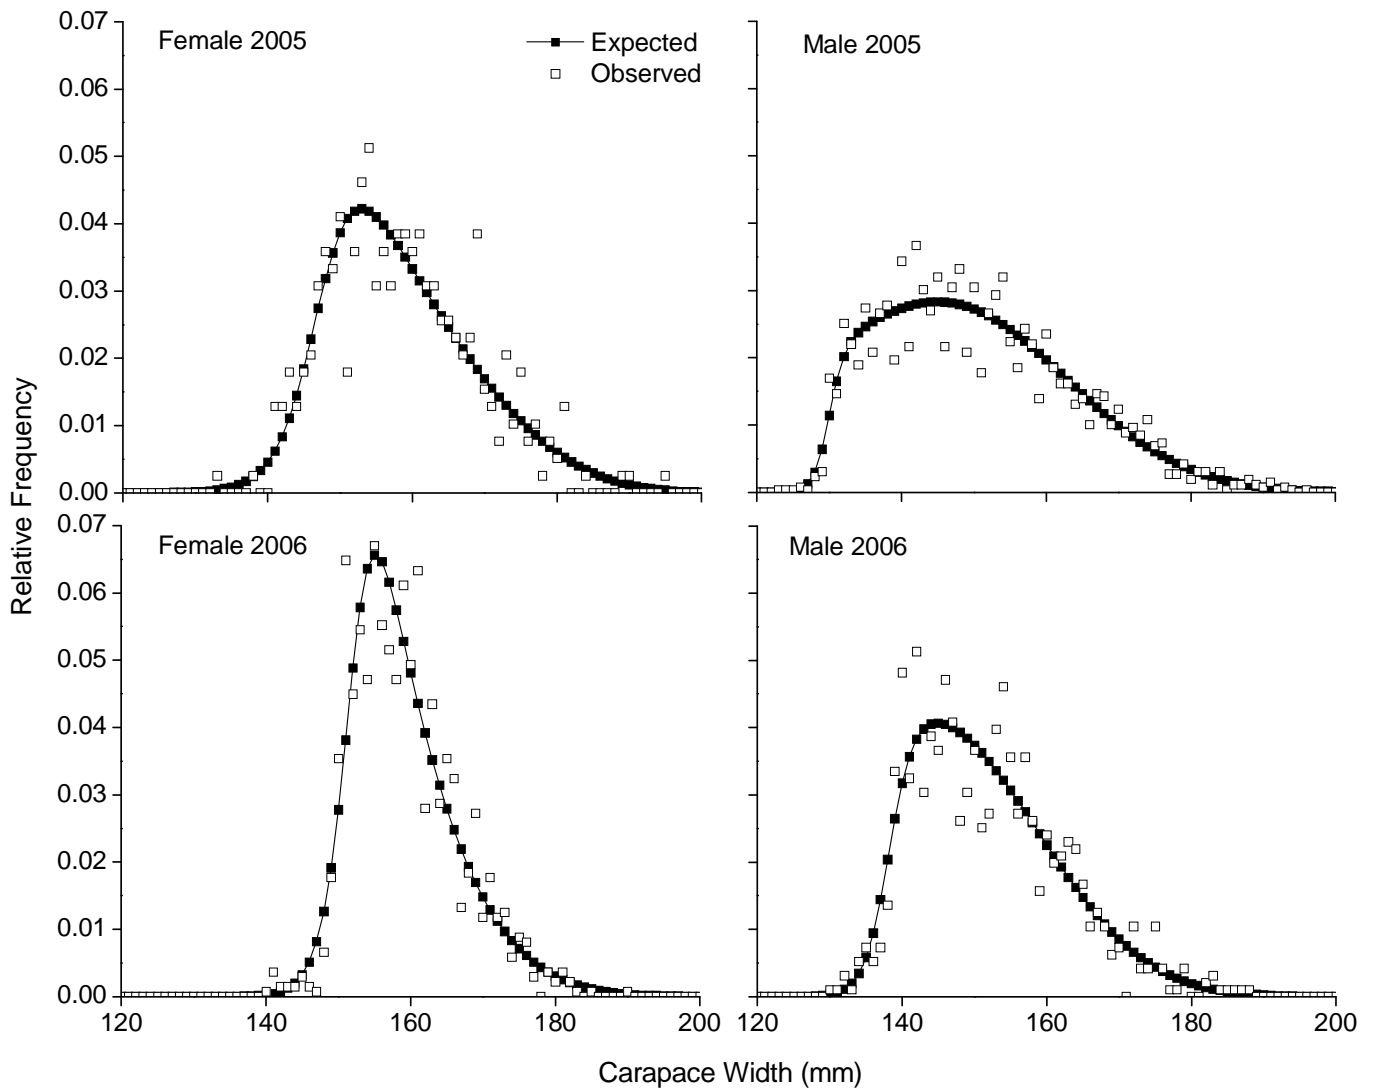 0.07
Female 2005
Expected
Observed
Male 2005
0.06
0.05
0.04
0.03
0.02
0.01
0.00
Relative Frequency
0.07
Female 2006
Male 2006
0.06
0.05
0.04
0.03
0.02
0.01
0.00
120 140 160 180 200
120 140 160 180 200
Carapace Width (mm)